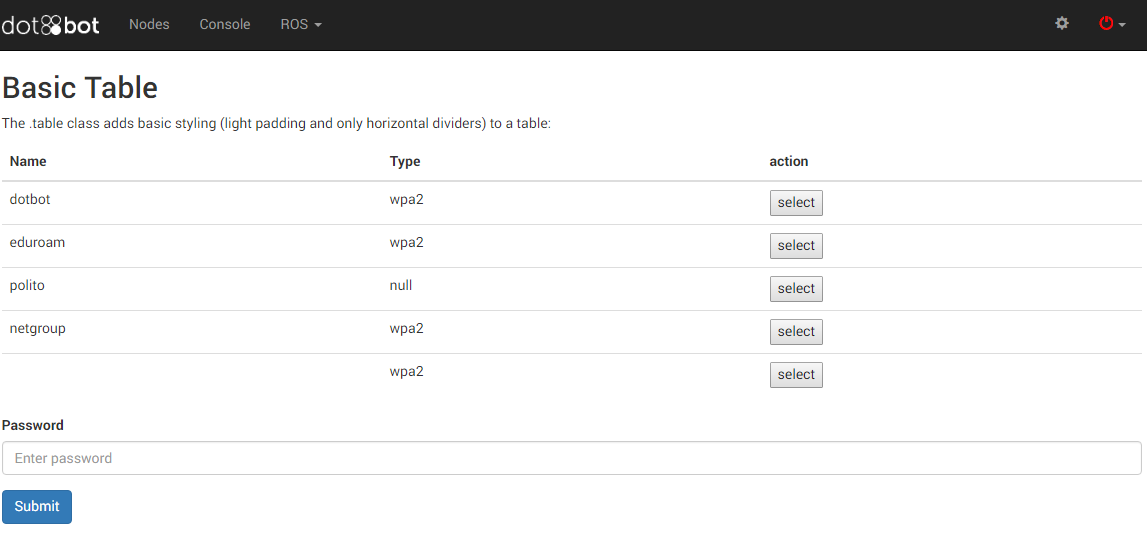 dotbot Nodes Console ROS
Basic Table
The .table class adds basic styling (light padding and only horizontal dividers) to a table:
Name Type action
dotbot wpa2 select
eduroam wpa2 select
polito null select
netgroup wpa2 select
wpa2 select
Password
Enter password
Submit